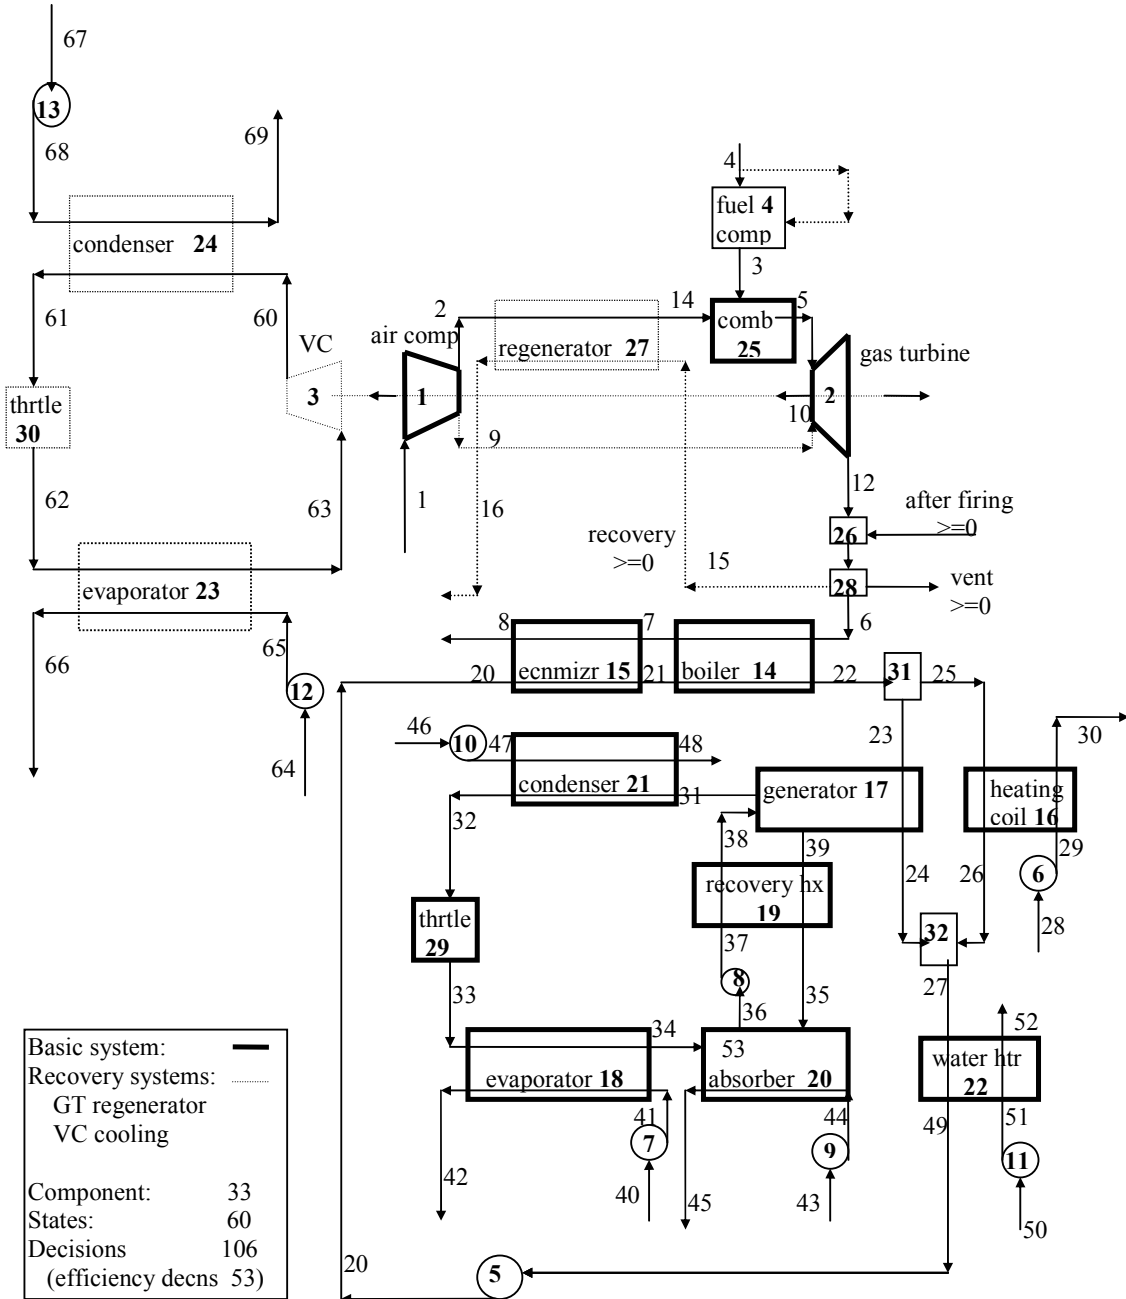 67
13
68
69
4
fuel 4
comp
condenser 24
3
61
60
2
14
5
VC
air comp
comb
25
regenerator 27
gas turbine
thrtle
30
3
1
2
10
9
62
63
1
16
12
after firing
>=0
recovery
>=0
15
26
28
vent
>=0
evaporator 23
66
65
12
64
8
7
6
20
ecnmizr 15
21
boiler 14
22
31
25
23
30
46
10
47
48
condenser 21
31
generator 17
heating
coil 16
32
38
39
29
24
26
6
recovery hx
19
28
thrtle
29
37
32
27
8
33
36
35
34
53
52
evaporator 18
absorber 20
water htr
22
41
44
49
51
7
9
11
42
40
45
43
50
20
5
Basic system:
Recovery systems:
GT regenerator
VC cooling
Component: 33
States: 60
Decisions 106
(efficiency decns 53)